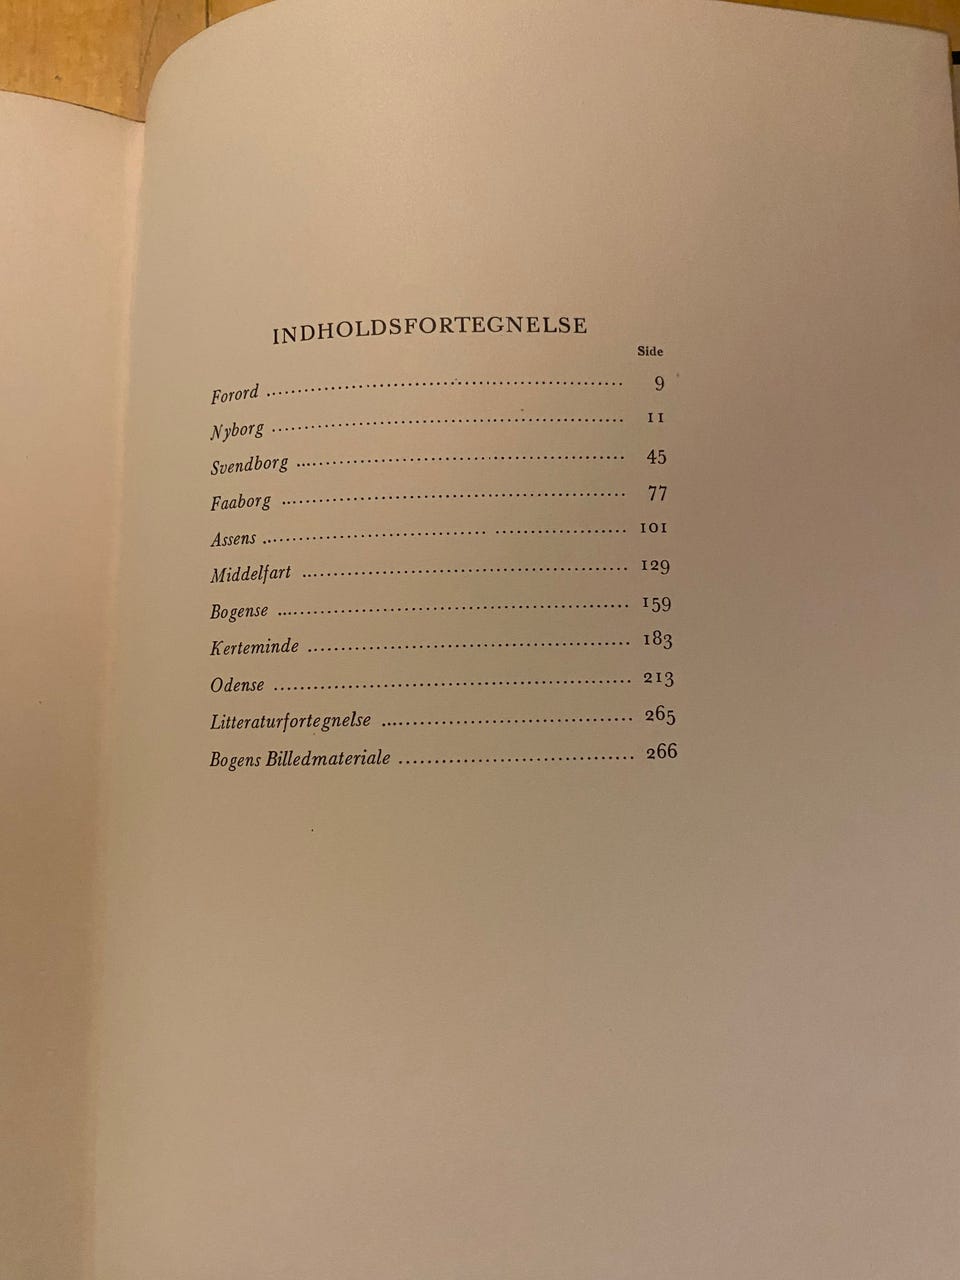 INDHOLDSFORTEGNELSE
Side
Forord 9
Nyborg 11
Svendborg 45
Faaborg 77
Assens 101
Middelfart 129
Bogense 159
Kerteminde 183
Odense 213
Litteraturfortegnelse 265
Bogens Billedmateriale 266